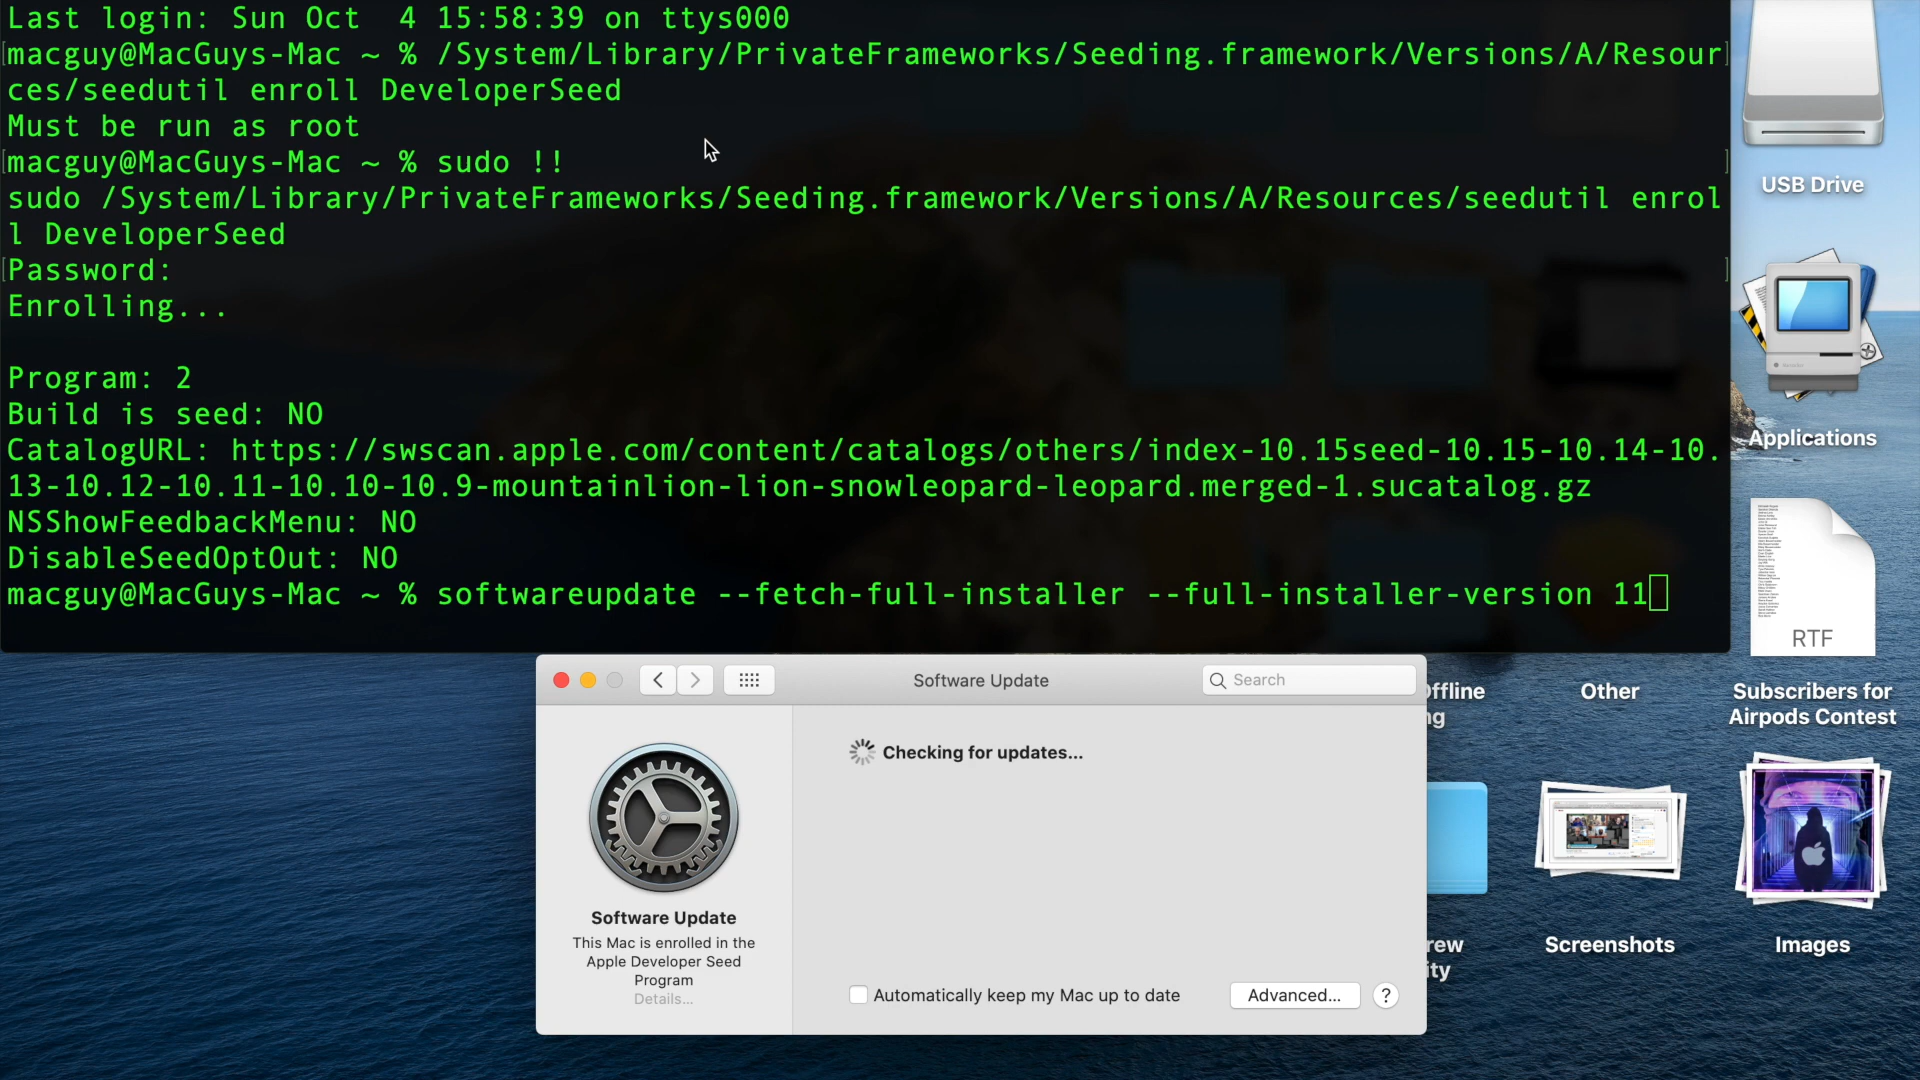 Last login: Sun Oct  4 15:58:39 on ttys000
macguy@MacGuys-Mac ~ % /System/Library/PrivateFrameworks/Seeding.framework/Versions/A/Resour
ces/seedutil enroll DeveloperSeed
Must be run as root
macguy@MacGuys-Mac ~ % sudo !!
sudo /System/Library/PrivateFrameworks/Seeding.framework/Versions/A/Resources/seedutil enrol
l DeveloperSeed
Password:
Enrolling...
Program: 2
Build is seed: NO
CatalogURL: https://swscan.apple.com/content/catalogs/others/index-10.15seed-10.15-10.14-10.
13-10.12-10.11-10.10-10.9-mountainlion-lion-snowleopard-leopard.merged-1.sucatalog.gz
NSShowFeedbackMenu: NO
DisableSeedOptOut: NO
macguy@MacGuys-Mac ~ % softwareupdate --fetch-full-installer --full-installer-version 11
USB Drive
Applications
RTF
Subscribers for
Airpods Contest
Other
ffline
ng
Screenshots
Images
rew
ity
Software Update
Search
Checking for updates...
Software Update
This Mac is enrolled in the
Apple Developer Seed
Program
Details...
Automatically keep my Mac up to date
Advanced...
?